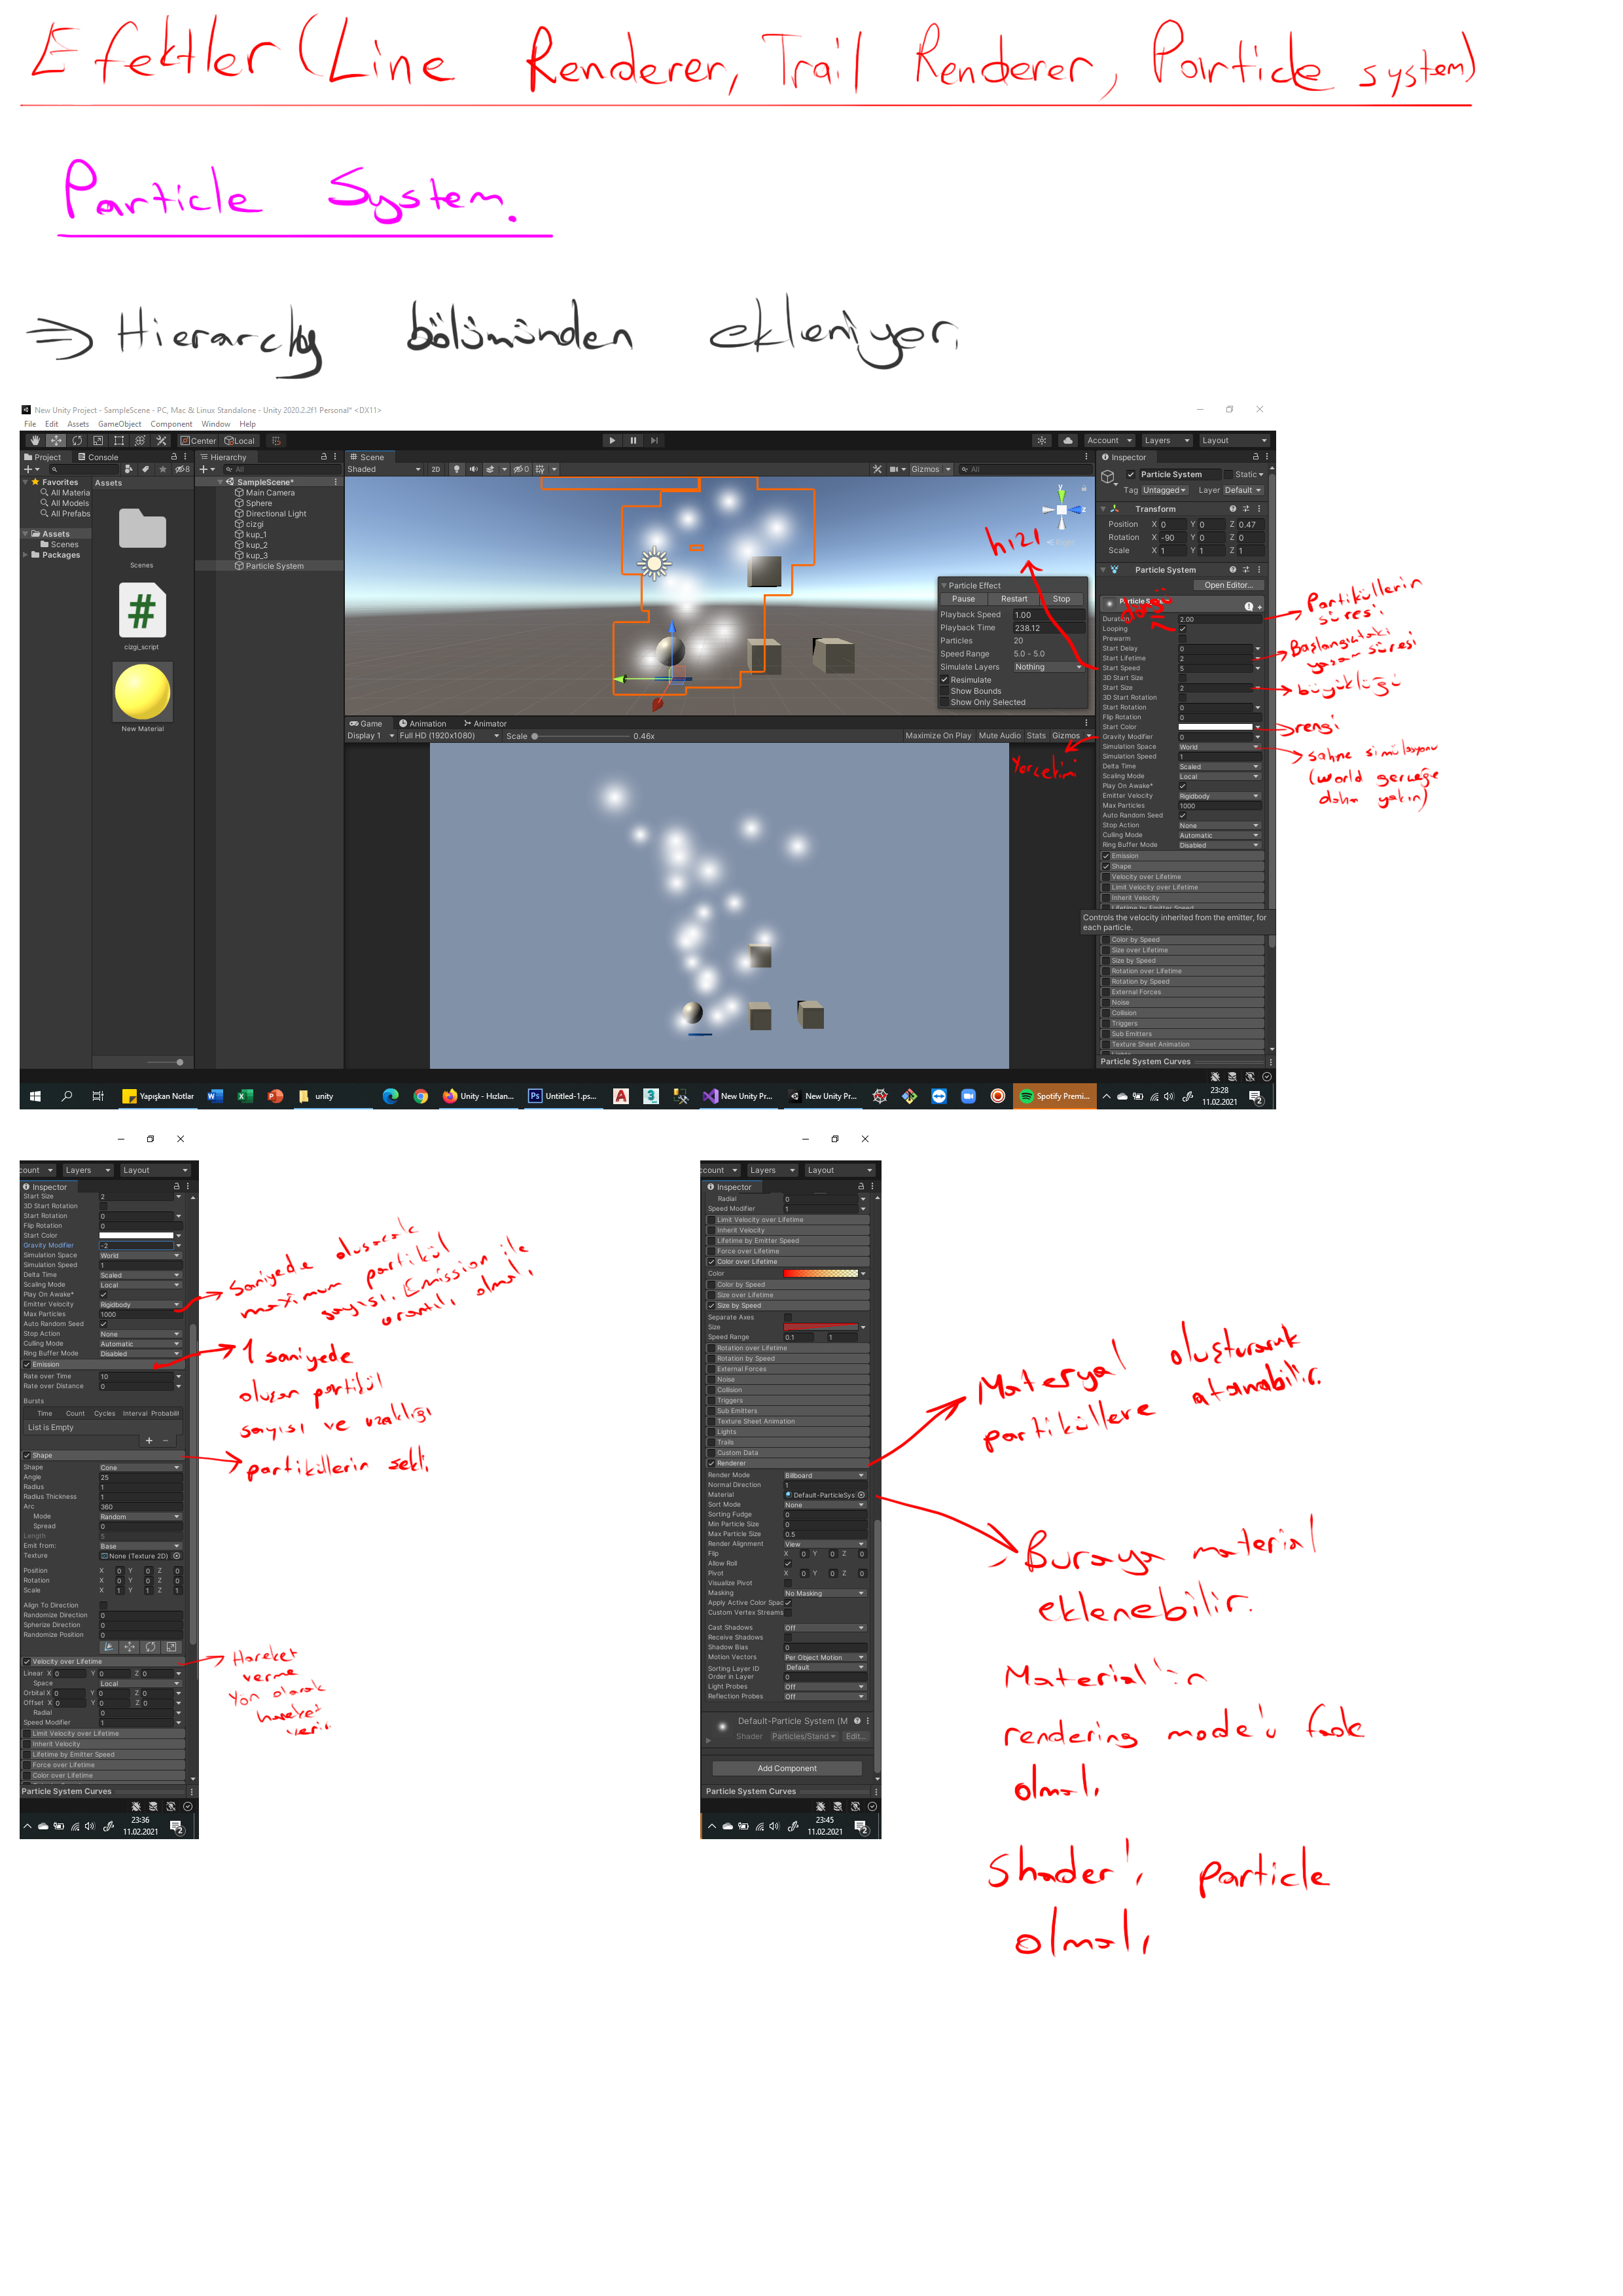 Efektler (Line Renderer, Trail Renderer, Particle system)
Particle System.
=> Hierarchy bölümünden ekleniyor.
New Unity Project - SampleScene - PC, Mac & Linux Standalone - Unity 2020.2.2f1 Personal* <DX11>
File Edit Assets GameObject Component Window Help
Center Local Account Layers Layout
Project Console Hierarchy Scene Inspector
All Shaded 2D Gizmos All
Favorites
All Materia
All Models
All Prefabs
Assets
Scenes
Packages
Assets
Scenes
cizgi_script
New Material
SampleScene*
Main Camera
Sphere
Directional Light
cizgi
kup_1
kup_2
kup_3
Particle System
Particle Effect
Pause Restart Stop
Playback Speed 1.00
Playback Time 238.12
Particles 20
Speed Range 5.0 - 5.0
Simulate Layers Nothing
Resimulate
Show Bounds
Show Only Selected
Game Animation Animator
Display 1 Full HD (1920x1080) Scale 0.46x Maximize On Play Mute Audio Stats Gizmos
Particle System Static
Tag Untagged Layer Default
Transform
Position X 0 Y 0 Z 0.47
Rotation X -90 Y 0 Z 0
Scale X 1 Y 1 Z 1
Particle System
Open Editor...
Duration 2.00
Looping
Prewarm
Start Delay 0
Start Lifetime 2
Start Speed 5
3D Start Size
Start Size 2
3D Start Rotation
Start Rotation 0
Flip Rotation 0
Start Color
Gravity Modifier 0
Simulation Space World
Simulation Speed 1
Delta Time Scaled
Scaling Mode Local
Play On Awake*
Emitter Velocity Rigidbody
Max Particles 1000
Auto Random Seed
Stop Action None
Culling Mode Automatic
Ring Buffer Mode Disabled
Emission
Shape
Velocity over Lifetime
Limit Velocity over Lifetime
Inherit Velocity
Lifetime by Emitter Speed
Controls the velocity inherited from the emitter, for
each particle.
Color by Speed
Size over Lifetime
Size by Speed
Rotation over Lifetime
Rotation by Speed
External Forces
Noise
Collision
Triggers
Sub Emitters
Texture Sheet Animation
Lights
Particle System Curves
hızı
döngü
Partiküllerin
süresi
Başlangıçtaki
yaşam süresi
büyüklüğü
rengi
Yerçekimi
sahne simülasyonu
(world gerçeğe
daha yakın)
Yapışkan Notlar unity Unity - Hızlan... Untitled-1.ps... New Unity Pr... New Unity Pr... Spotify Premi...
23:28
11.02.2021
2
count Layers Layout
Inspector
Start Size 2
3D Start Rotation
Start Rotation 0
Flip Rotation 0
Start Color
Gravity Modifier -2
Simulation Space World
Simulation Speed 1
Delta Time Scaled
Scaling Mode Local
Play On Awake*
Emitter Velocity Rigidbody
Max Particles 1000
Auto Random Seed
Stop Action None
Culling Mode Automatic
Ring Buffer Mode Disabled
Emission
Rate over Time 10
Rate over Distance 0
Bursts
Time Count Cycles Interval Probabili
List is Empty
+ −
Shape
Shape Cone
Angle 25
Radius 1
Radius Thickness 1
Arc 360
Mode Random
Spread 0
Length 5
Emit from: Base
Texture None (Texture 2D)
Position X 0 Y 0 Z 0
Rotation X 0 Y 0 Z 0
Scale X 1 Y 1 Z 1
Align To Direction
Randomize Direction 0
Spherize Direction 0
Randomize Position 0
Velocity over Lifetime
Linear X 0 Y 0 Z 0
Space Local
Orbital X 0 Y 0 Z 0
Offset X 0 Y 0 Z 0
Radial 0
Speed Modifier 1
Limit Velocity over Lifetime
Inherit Velocity
Lifetime by Emitter Speed
Force over Lifetime
Color over Lifetime
Particle System Curves
23:36
11.02.2021
2
Saniyede oluşacak
maximum partikül
sayısı. Emission ile
orantılı olmalı
1 saniyede
oluşan partikül
sayısı ve uzaklığı
partiküllerin şekli
Hareket
verme
Yön olarak
hareket
verir
ccount Layers Layout
Inspector
Radial 0
Speed Modifier 1
Limit Velocity over Lifetime
Inherit Velocity
Lifetime by Emitter Speed
Force over Lifetime
Color over Lifetime
Color
Color by Speed
Size over Lifetime
Size by Speed
Separate Axes
Size
Speed Range 0.1 1
Rotation over Lifetime
Rotation by Speed
External Forces
Noise
Collision
Triggers
Sub Emitters
Texture Sheet Animation
Lights
Trails
Custom Data
Renderer
Render Mode Billboard
Normal Direction 1
Material Default-ParticleSys
Sort Mode None
Sorting Fudge 0
Min Particle Size 0
Max Particle Size 0.5
Render Alignment View
Flip X 0 Y 0 Z 0
Allow Roll
Pivot X 0 Y 0 Z 0
Visualize Pivot
Masking No Masking
Apply Active Color Spac
Custom Vertex Streams
Cast Shadows Off
Receive Shadows
Shadow Bias 0
Motion Vectors Per Object Motion
Sorting Layer ID Default
Order in Layer 0
Light Probes Off
Reflection Probes Off
Default-Particle System (M
Shader Particles/Stand Edit...
Add Component
Particle System Curves
23:45
11.02.2021
2
Materyal oluşturarak
partiküllere atanabilir.
Buraya material
eklenebilir.
Material'in
rendering mode'u fade
olmalı
Shader'ı particle
olmalı